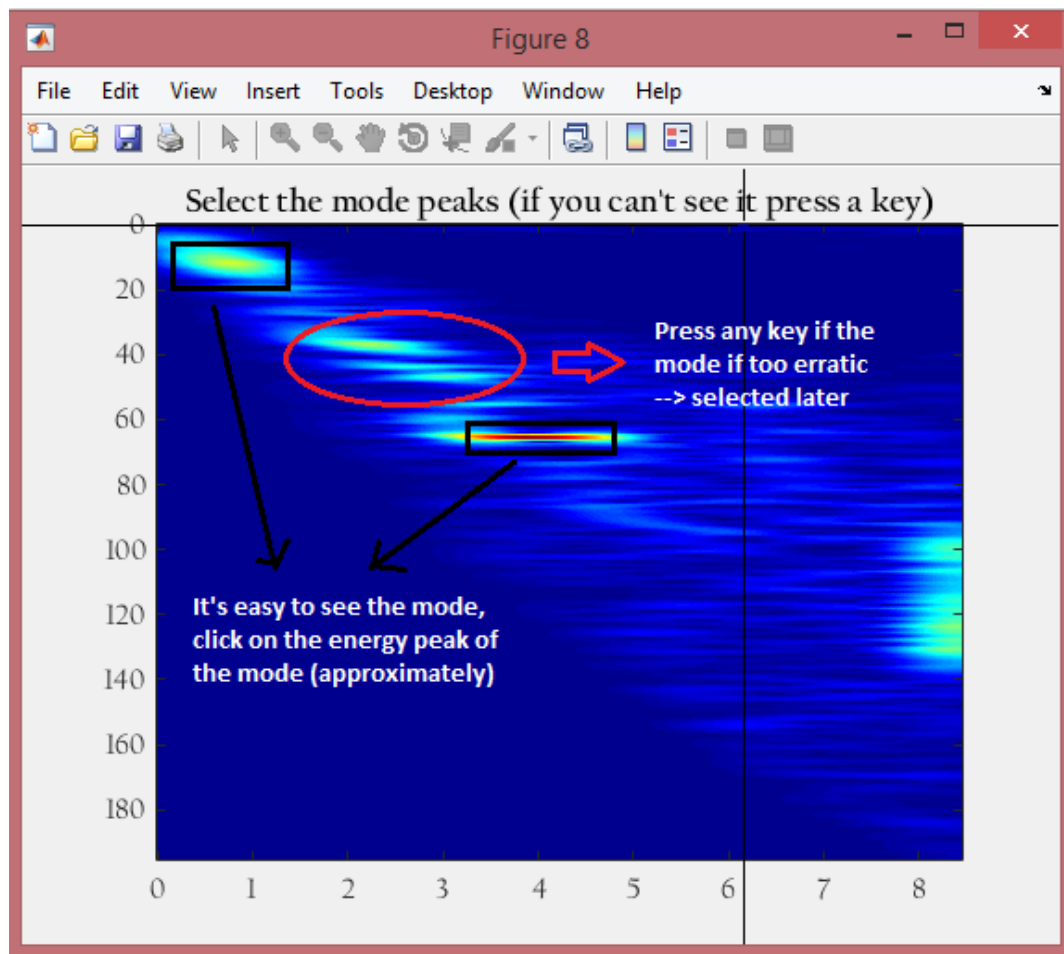 Figure 8
File Edit View Insert Tools Desktop Window Help
Select the mode peaks (if you can't see it press a key)
0
20
40
60
80
100
120
140
160
180
Press any key if the
mode if too erratic
--> selected later
It's easy to see the mode,
click on the energy peak of
the mode (approximately)
0 1 2 3 4 5 6 7 8